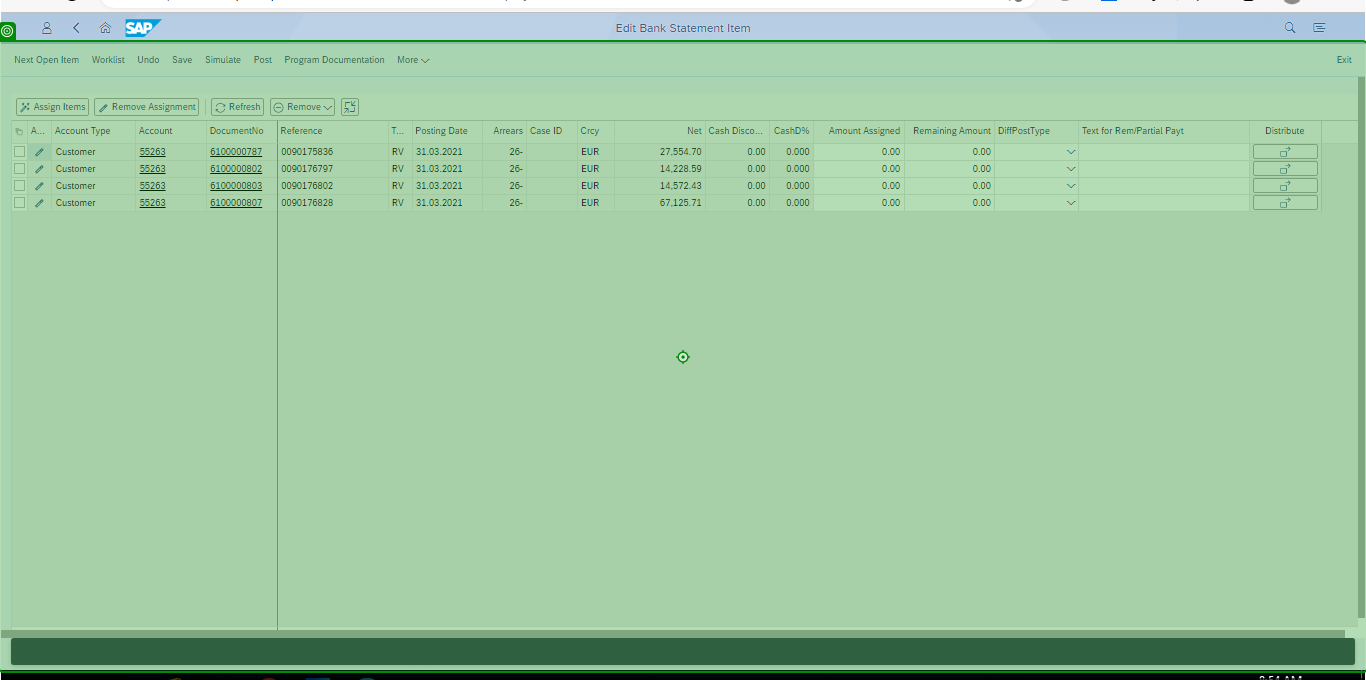 SAP Edit Bank Statement Item
Next Open Item Worklist Undo Save Simulate Post Program Documentation More Exit
Assign Items Remove Assignment Refresh Remove
A... Account Type Account DocumentNo Reference T... Posting Date Arrears Case ID Crcy Net Cash Disco... CashD% Amount Assigned Remaining Amount DiffPostType Text for Rem/Partial Payt Distribute
Customer 55263 6100000787 0090175836 RV 31.03.2021 26- EUR 27,554.70 0.00 0.000 0.00 0.00
Customer 55263 6100000802 0090176797 RV 31.03.2021 26- EUR 14,228.59 0.00 0.000 0.00 0.00
Customer 55263 6100000803 0090176802 RV 31.03.2021 26- EUR 14,572.43 0.00 0.000 0.00 0.00
Customer 55263 6100000807 0090176828 RV 31.03.2021 26- EUR 67,125.71 0.00 0.000 0.00 0.00